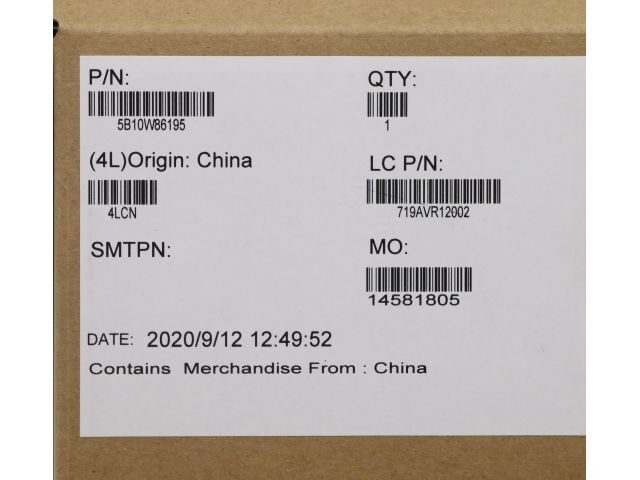 P/N:
5B10W86195
QTY:
1
(4L)Origin: China
4LCN
LC P/N:
719AVR12002
SMTPN:
MO:
14581805
DATE: 2020/9/12 12:49:52
Contains Merchandise From : China